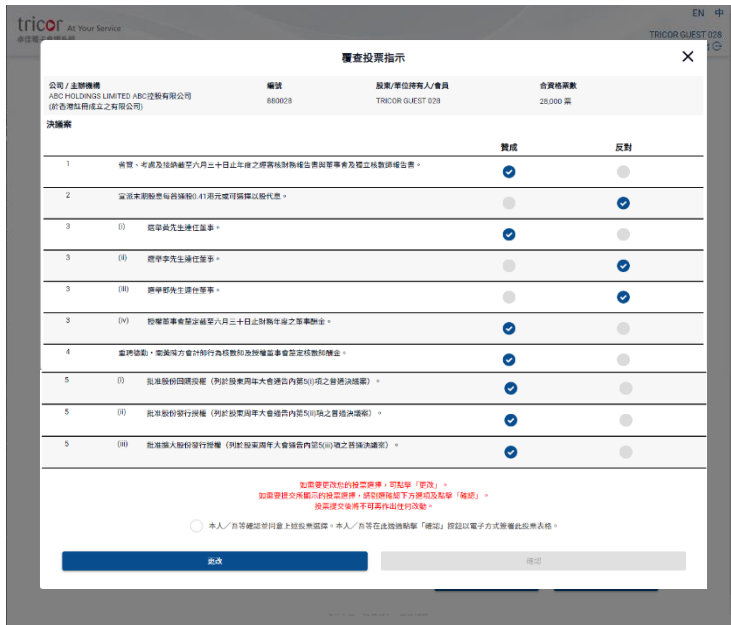 EN 中
tricor At Your Service
TRICOR GUEST 028
覆查投票指示
公司 / 主辦機構 編號 股東/單位持有人/會員 合資格票數
ABC HOLDINGS LIMITED ABC控股有限公司 880028 TRICOR GUEST 028 28,000 票
(於香港註冊成立之有限公司)
決議案
贊成 反對
1 省覽、考慮及接納截至六月三十日止年度之經審核財務報告書與董事會及獨立核數師報告書。
2 宣派末期股息每普通股0.41港元或可選擇以股代息。
3 (i) 選舉黃先生連任董事。
3 (ii) 選舉李先生連任董事。
3 (iii) 選舉鄧先生連任董事。
3 (iv) 授權董事會釐定截至六月三十日止財務年度之董事酬金。
4 重聘 會計師行為核數師及授權董事會釐定核數師酬金。
5 (i) 批准股份回購授權（列於股東周年大會通告內第5(i)項之普通決議案）。
5 (ii) 批准股份發行授權（列於股東周年大會通告內第5(ii)項之普通決議案）。
5 (iii) 批准擴大股份發行授權（列於股東周年大會通告內第5(iii)項之普通決議案）。
如需要更改您的投票選擇，可點擊「更改」。
如需要提交所顯示的投票選擇，請剔選確認下方選項及點擊「確認」。
投票提交後將不可再作出任何改動。
本人／吾等確認並同意上述投票選擇。本人／吾等在此透過點擊「確認」按鈕以電子方式簽署此投票表格。
更改 確認